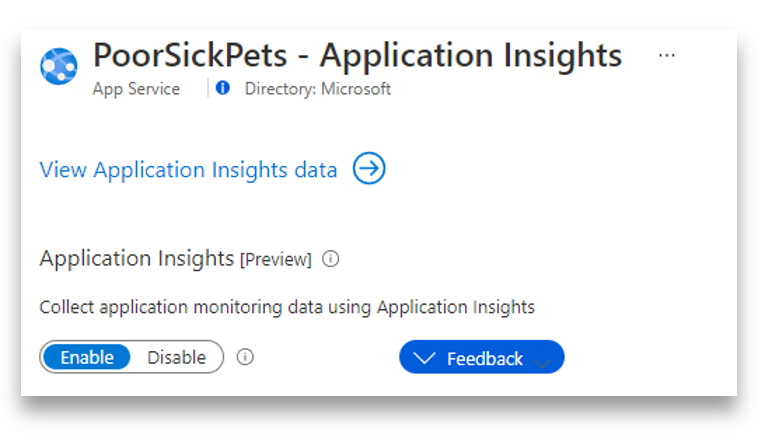 PoorSickPets - Application Insights ...
App Service Directory: Microsoft
View Application Insights data
Application Insights [Preview]
Collect application monitoring data using Application Insights
Enable Disable Feedback